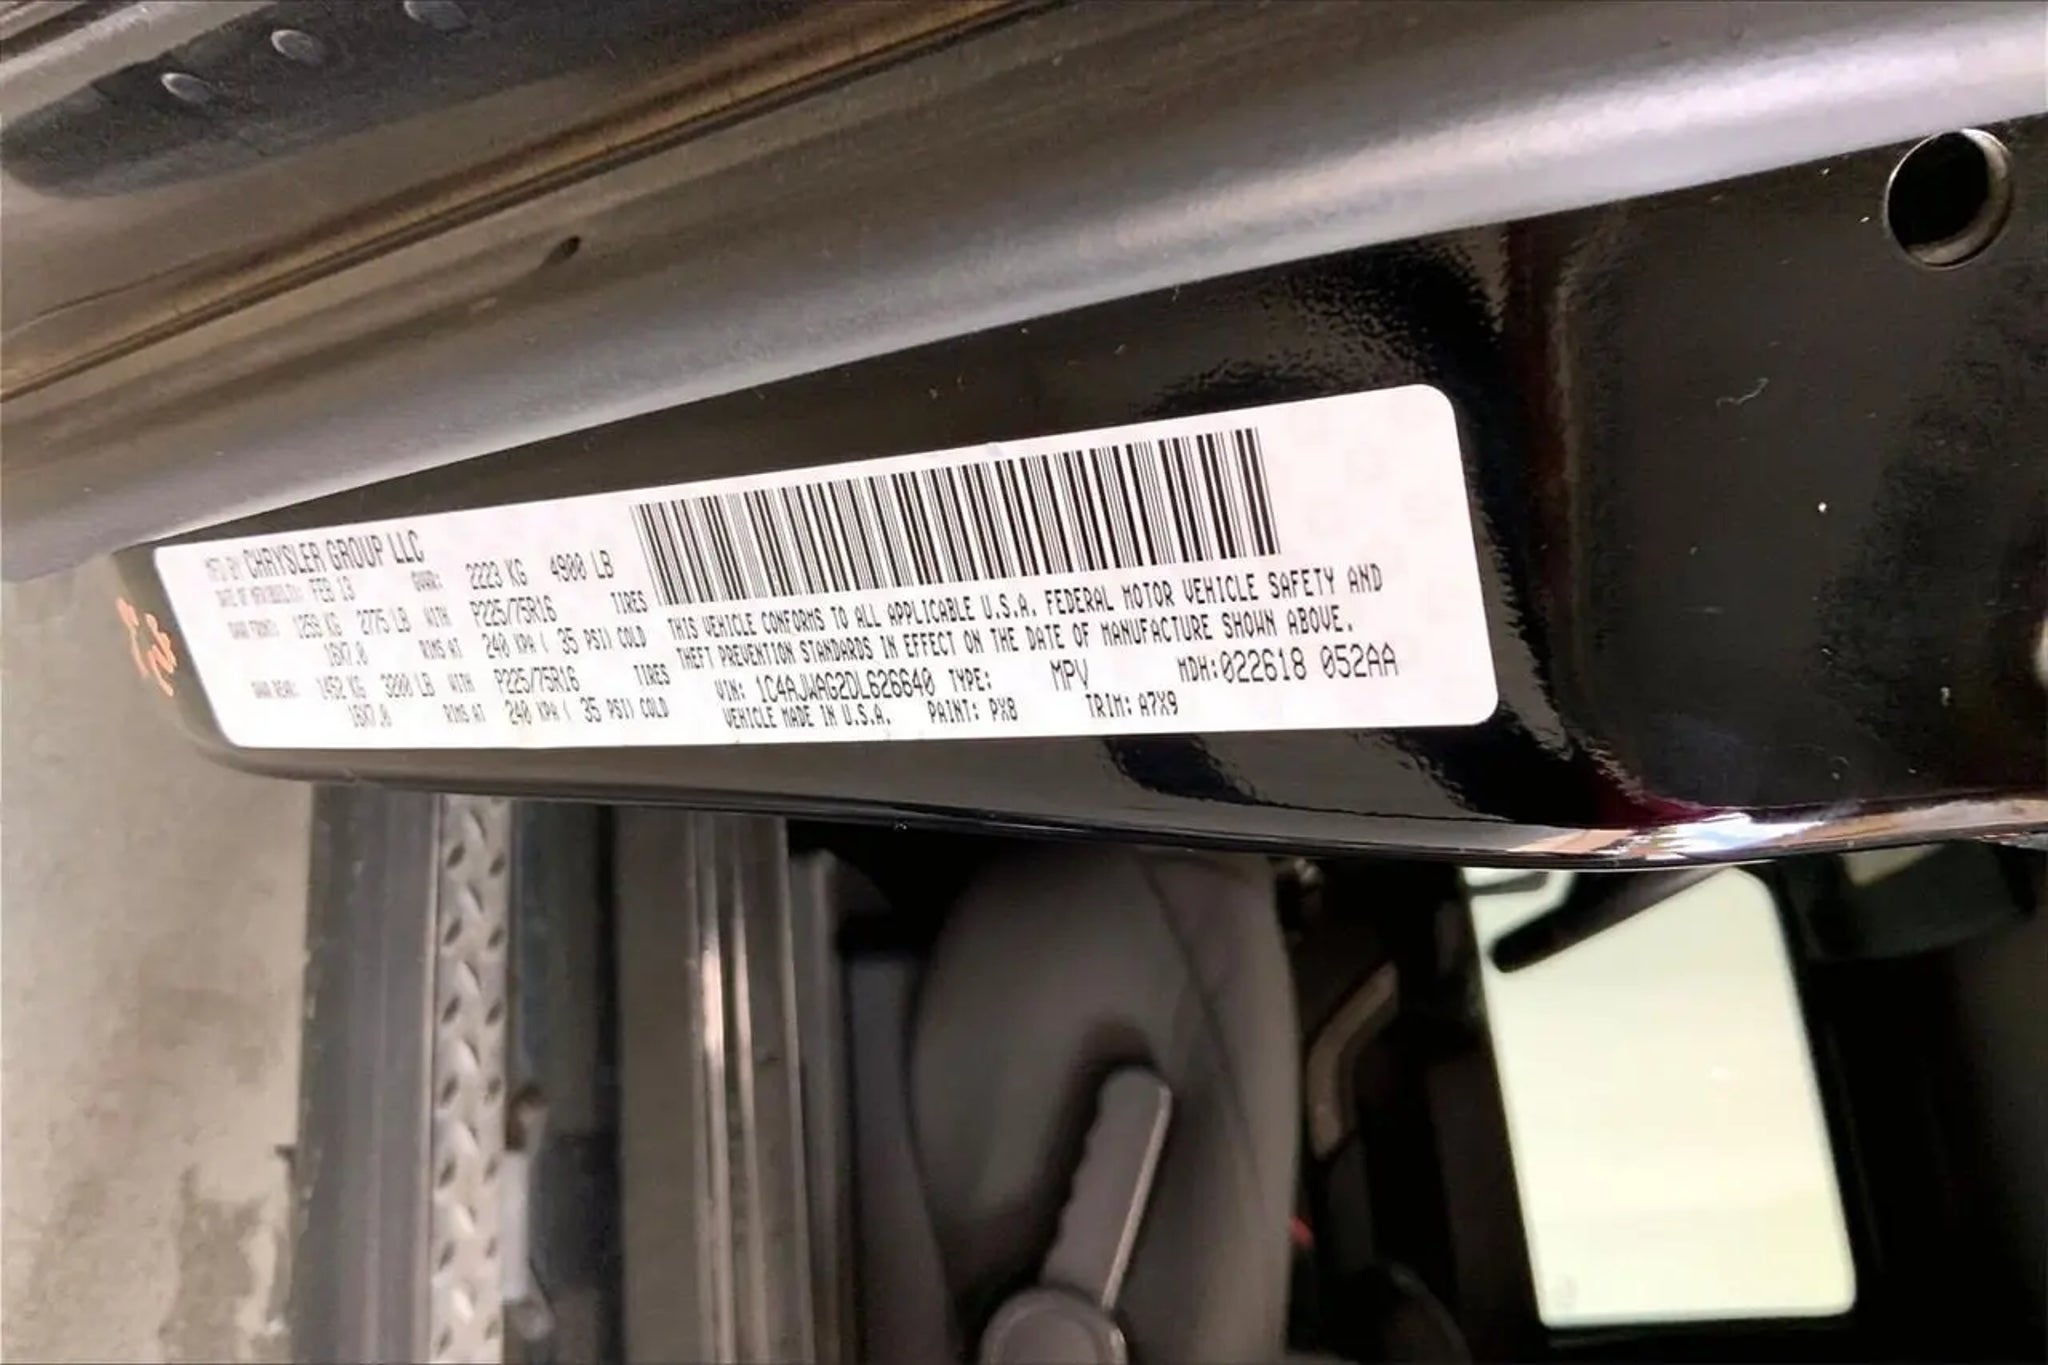 MFD BY CHRYSLER GROUP LLC
DATE OF MFR FEB 13 GVWR: 2223 KG 4900 LB
GAWR FRONT: 1259 KG 2775 LB WITH P225/75R16 TIRES
16X7.0 RIMS AT 240 KPA ( 35 PSI) COLD
GAWR REAR: 1452 KG 3200 LB WITH P225/75R16 TIRES
16X7.0 RIMS AT 240 KPA ( 35 PSI) COLD
THIS VEHICLE CONFORMS TO ALL APPLICABLE U.S.A. FEDERAL MOTOR VEHICLE SAFETY AND
THEFT PREVENTION STANDARDS IN EFFECT ON THE DATE OF MANUFACTURE SHOWN ABOVE.
VIN: 1C4AJWAG2DL626640 TYPE: MPV MDH:022618 052AA
VEHICLE MADE IN U.S.A. PAINT: PX8 TRIM: A7X9